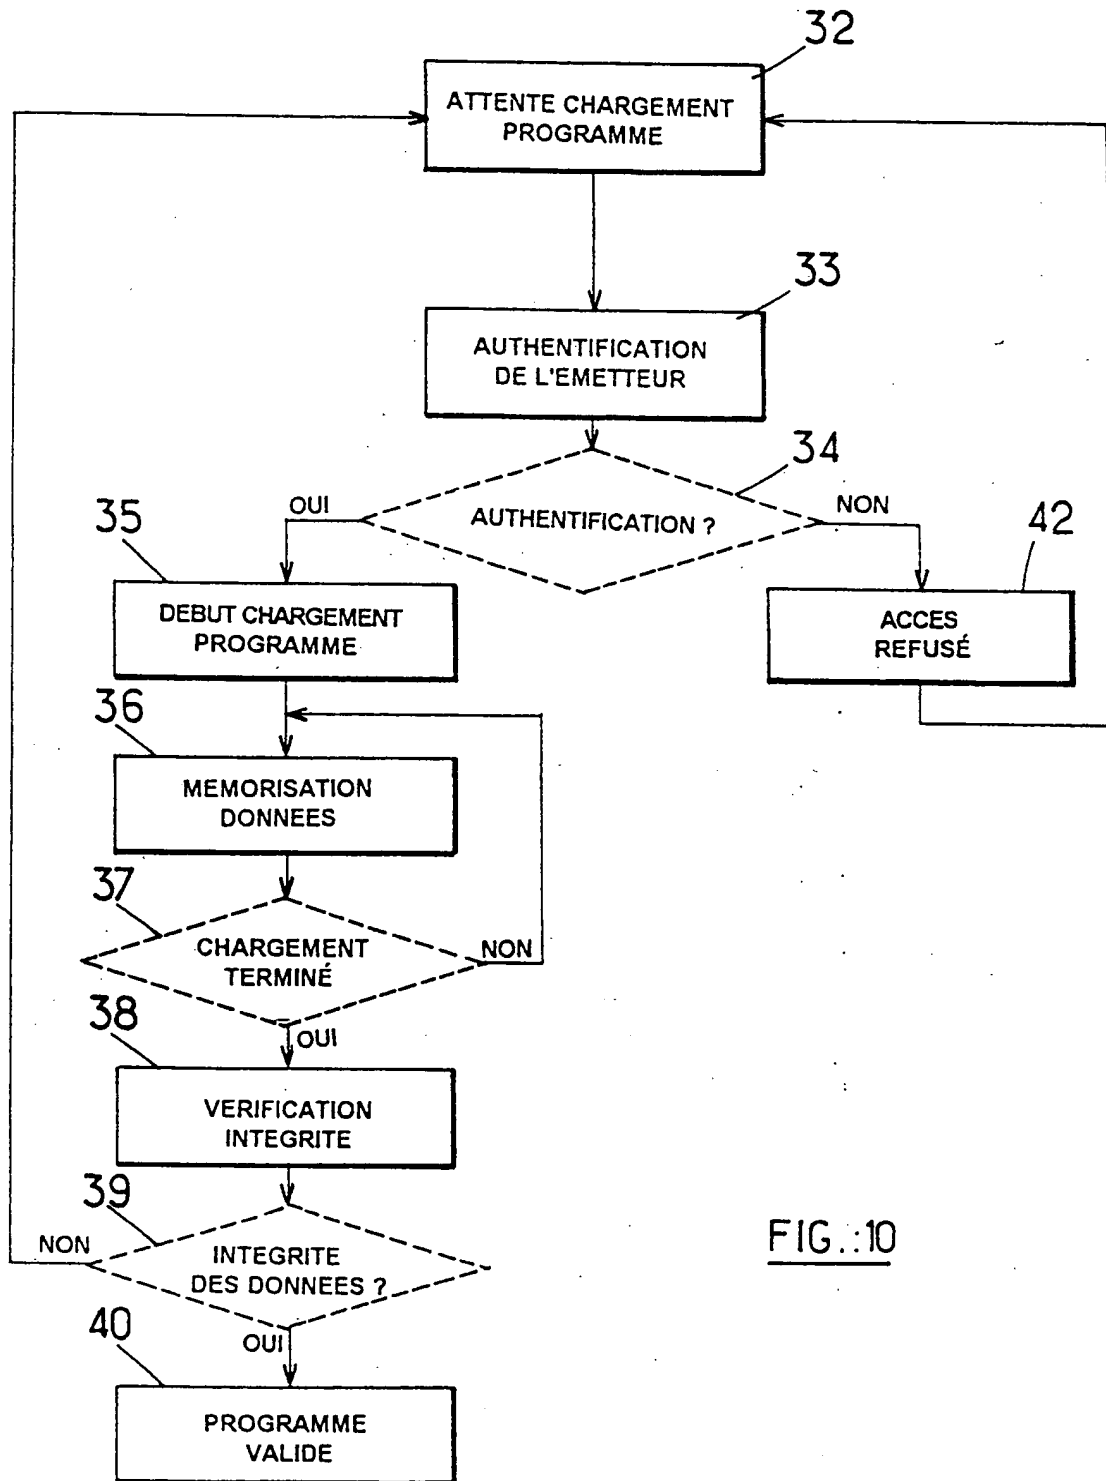 32
ATTENTE CHARGEMENT
PROGRAMME
33
AUTHENTIFICATION
DE L'EMETTEUR
34
AUTHENTIFICATION ?
OUI
NON
35
DEBUT CHARGEMENT
PROGRAMME
42
ACCES
REFUSÉ
36
MEMORISATION
DONNEES
37
CHARGEMENT
TERMINÉ
NON
OUI
38
VERIFICATION
INTEGRITE
39
INTEGRITE
DES DONNEES ?
NON
OUI
40
PROGRAMME
VALIDE
FIG.:10